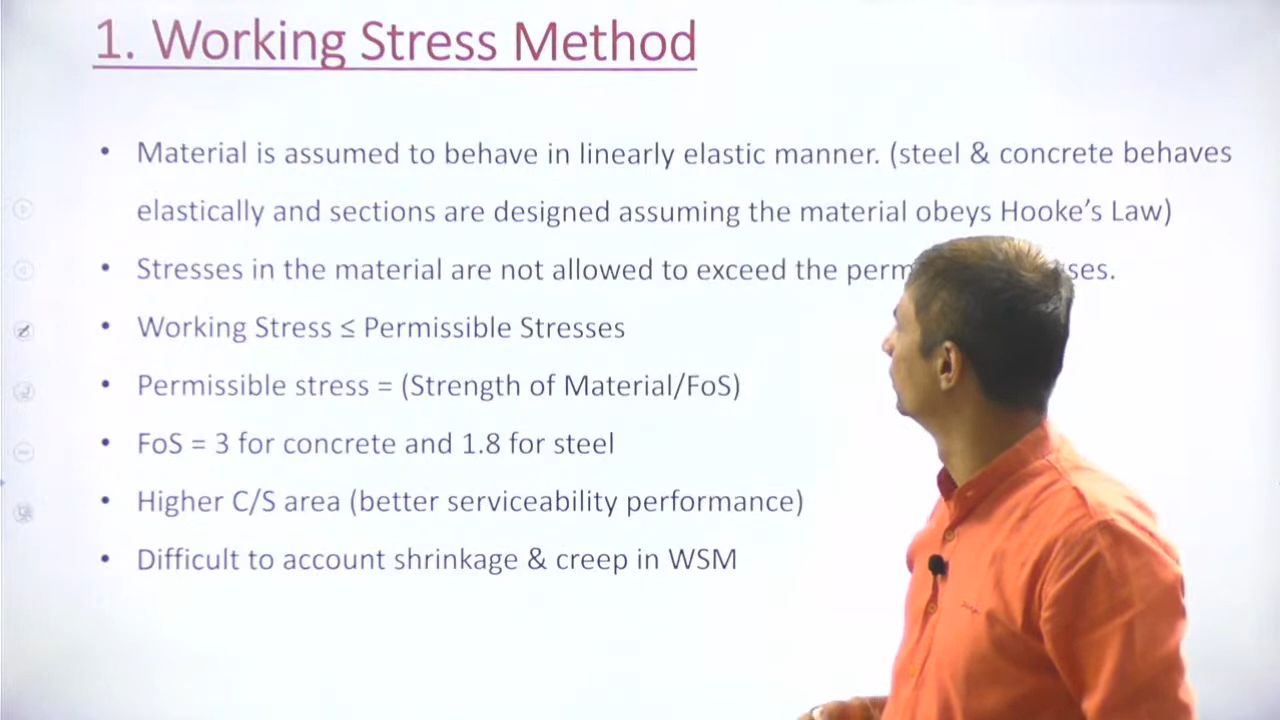 1. Working Stress Method
• Material is assumed to behave in linearly elastic manner. (steel & concrete behaves
elastically and sections are designed assuming the material obeys Hooke's Law)
• Stresses in the material are not allowed to exceed the
• Working Stress ≤ Permissible Stresses
• Permissible stress = (Strength of Material/FoS)
• FoS = 3 for concrete and 1.8 for steel
• Higher C/S area (better serviceability performance)
• Difficult to account shrinkage & creep in WSM